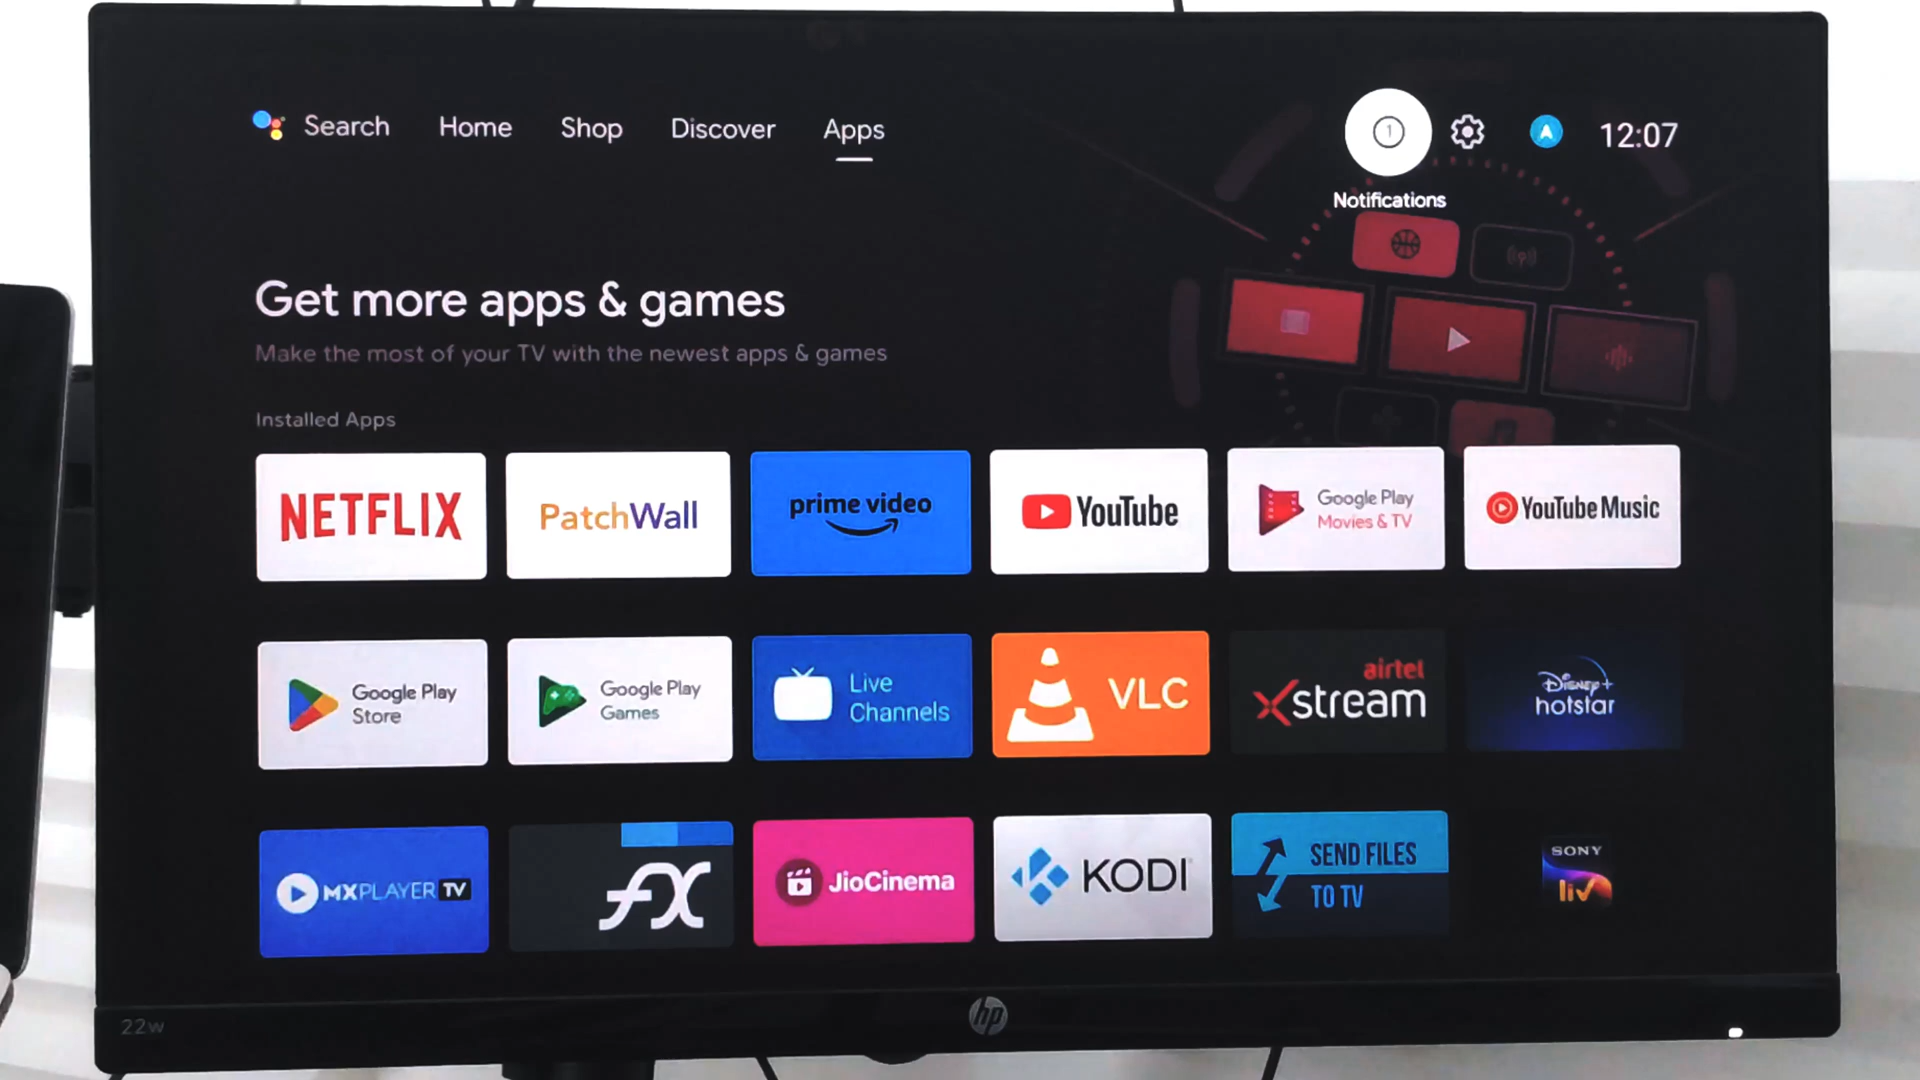 Search Home Shop Discover Apps
1
12:07
Notifications
Get more apps & games
Make the most of your TV with the newest apps & games
Installed Apps
NETFLIX
PatchWall
prime video
YouTube
Google Play
Movies & TV
YouTube Music
Google Play
Store
Google Play
Games
Live
Channels
VLC
airtel
Xstream
Disney+
hotstar
MXPLAYER TV
fX
JioCinema
KODI
SEND FILES
TO TV
SONY
liv
22w
hp